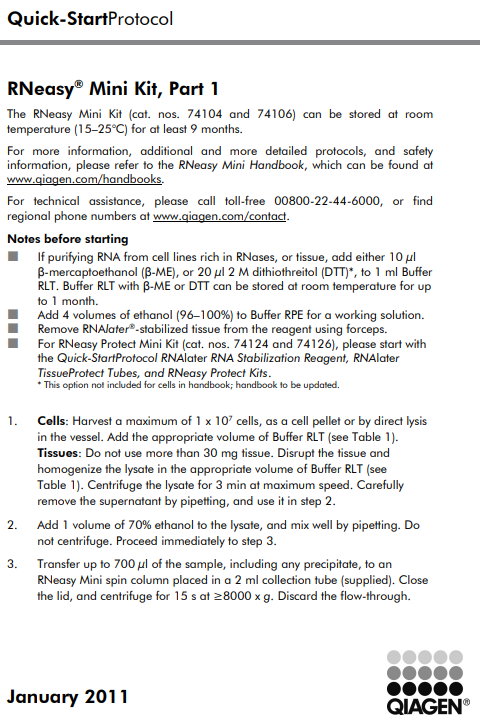 Quick-StartProtocol
RNeasy® Mini Kit, Part 1
The RNeasy Mini Kit (cat. nos. 74104 and 74106) can be stored at room
temperature (15–25°C) for at least 9 months.
For more information, additional and more detailed protocols, and safety
information, please refer to the RNeasy Mini Handbook, which can be found at
www.qiagen.com/handbooks.
For technical assistance, please call toll-free 00800-22-44-6000, or find
regional phone numbers at www.qiagen.com/contact.
Notes before starting
If purifying RNA from cell lines rich in RNases, or tissue, add either 10 µl
β-mercaptoethanol (β-ME), or 20 µl 2 M dithiothreitol (DTT)*, to 1 ml Buffer
RLT. Buffer RLT with β-ME or DTT can be stored at room temperature for up
to 1 month.
Add 4 volumes of ethanol (96–100%) to Buffer RPE for a working solution.
Remove RNAlater®-stabilized tissue from the reagent using forceps.
For RNeasy Protect Mini Kit (cat. nos. 74124 and 74126), please start with
the Quick-StartProtocol RNAlater RNA Stabilization Reagent, RNAlater
TissueProtect Tubes, and RNeasy Protect Kits.
* This option not included for cells in handbook; handbook to be updated.
1. Cells: Harvest a maximum of 1 x 10⁷ cells, as a cell pellet or by direct lysis
in the vessel. Add the appropriate volume of Buffer RLT (see Table 1).
Tissues: Do not use more than 30 mg tissue. Disrupt the tissue and
homogenize the lysate in the appropriate volume of Buffer RLT (see
Table 1). Centrifuge the lysate for 3 min at maximum speed. Carefully
remove the supernatant by pipetting, and use it in step 2.
2. Add 1 volume of 70% ethanol to the lysate, and mix well by pipetting. Do
not centrifuge. Proceed immediately to step 3.
3. Transfer up to 700 µl of the sample, including any precipitate, to an
RNeasy Mini spin column placed in a 2 ml collection tube (supplied). Close
the lid, and centrifuge for 15 s at ≥8000 x g. Discard the flow-through.
January 2011
QIAGEN®